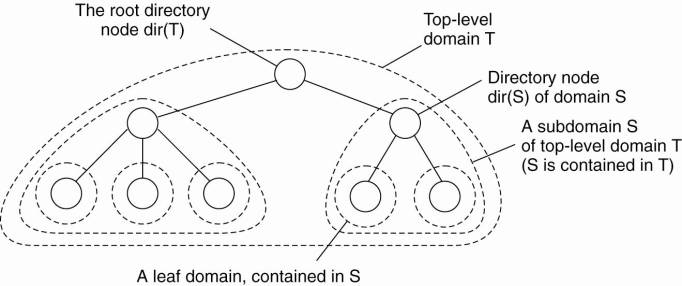 The root directory
node dir(T)
Top-level
domain T
Directory node
dir(S) of domain S
A subdomain S
of top-level domain T
(S is contained in T)
A leaf domain, contained in S